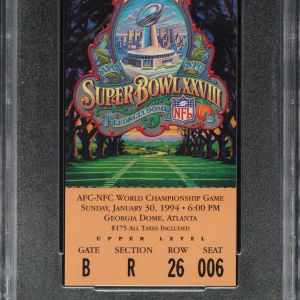 AFC
SUPER BOWL XXVIII
GEORGIA DOME
NFL
AFC-NFC WORLD CHAMPIONSHIP GAME
SUNDAY, JANUARY 30, 1994 • 6:00 PM
GEORGIA DOME, ATLANTA
$175 ALL TAXES INCLUDED
UPPER LEVEL
GATE SECTION ROW SEAT
B R 26 006